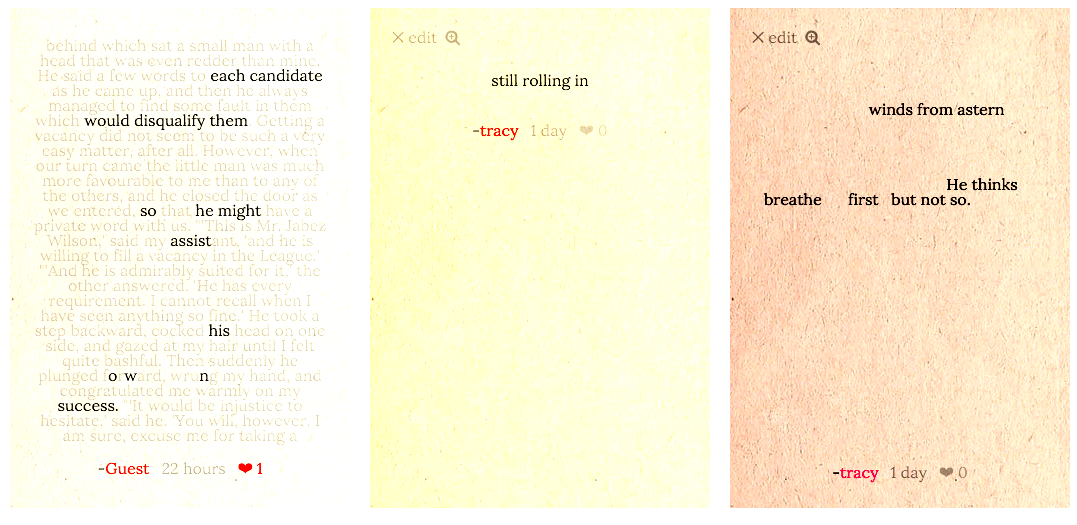 behind which sat a small man with a
head that was even redder than mine.
He said a few words to each candidate
as he came up, and then he always
managed to find some fault in them
which would disqualify them. Getting a
vacancy did not seem to be such a very
easy matter, after all. However, when
our turn came the little man was much
more favourable to me than to any of
the others, and he closed the door as
we entered, so that he might have a
private word with us. "'This is Mr. Jabez
Wilson,' said my assistant, 'and he is
willing to fill a vacancy in the League.'
"'And he is admirably suited for it,' the
other answered. 'He has every
requirement. I cannot recall when I
have seen anything so fine.' He took a
step backward, cocked his head on one
side, and gazed at my hair until I felt
quite bashful. Then suddenly he
plunged forward, wrung my hand, and
congratulated me warmly on my
success. "'It would be injustice to
hesitate,' said he. 'You will, however, I
am sure, excuse me for taking a
-Guest 22 hours ❤ 1
× edit
still rolling in
-tracy 1 day ❤ 0
× edit
winds from astern
He thinks
breathe first but not so.
-tracy 1 day ❤ 0